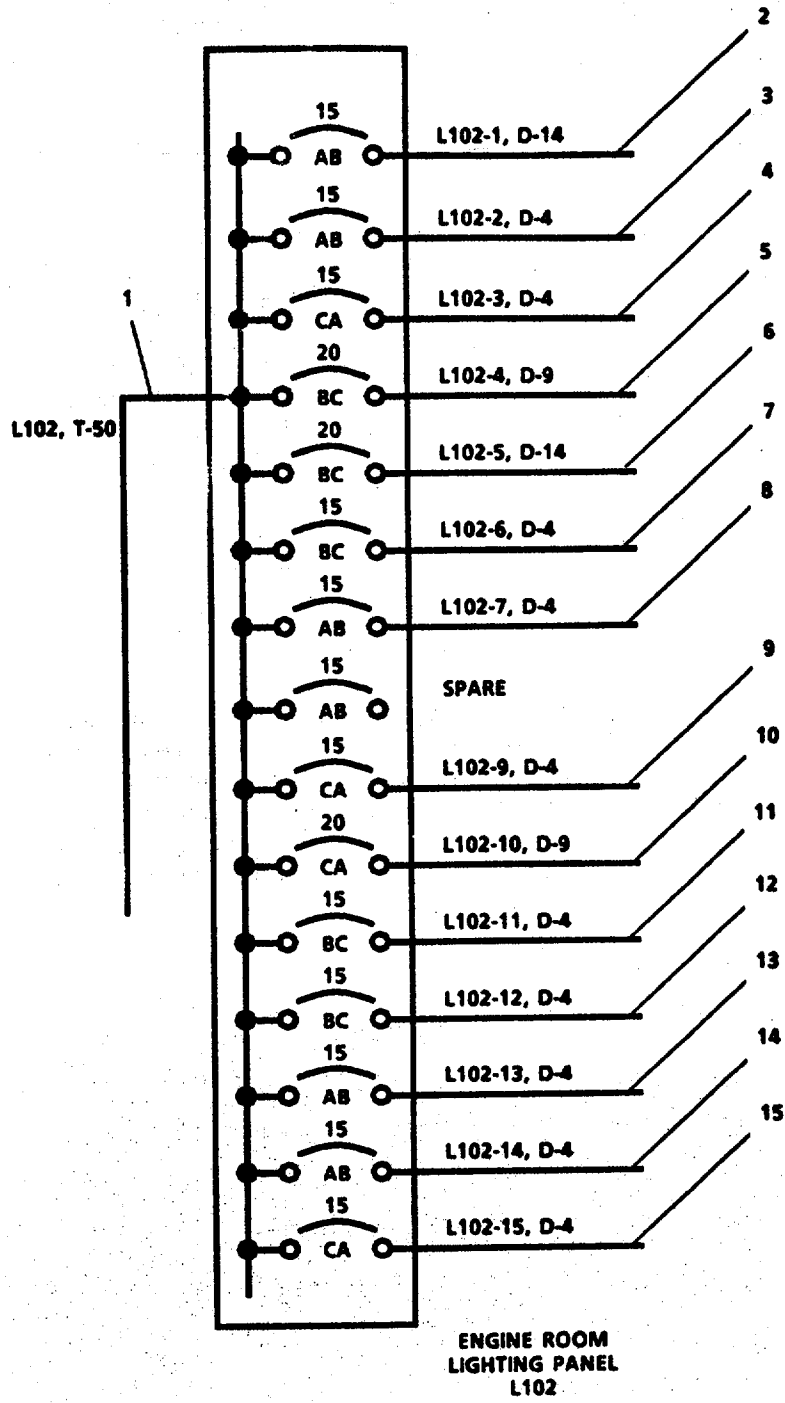 2
15
L102-1, D-14
AB
3
15
L102-2, D-4
AB
4
15
L102-3, D-4
CA
5
1
20
L102-4, D-9
BC
6
L102, T-50
20
L102-5, D-14
BC
7
15
L102-6, D-4
BC
8
15
L102-7, D-4
AB
15
SPARE
AB
9
15
L102-9, D-4
CA
10
20
L102-10, D-9
CA
11
15
L102-11, D-4
BC
12
15
L102-12, D-4
BC
13
15
L102-13, D-4
AB
14
15
L102-14, D-4
AB
15
15
L102-15, D-4
CA
ENGINE ROOM
LIGHTING PANEL
L102